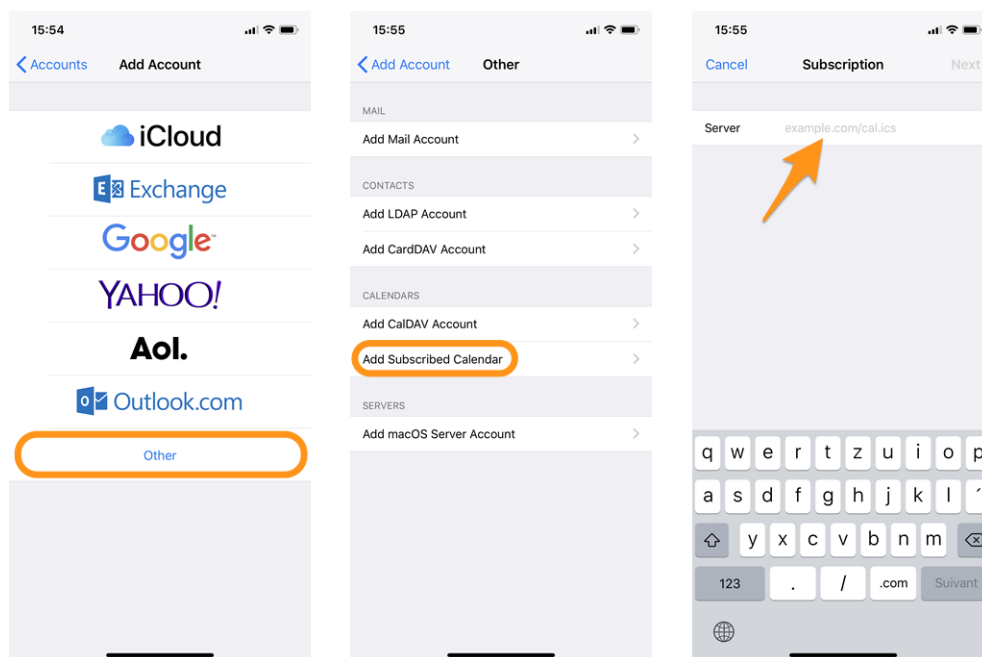 15:54
Accounts
Add Account
iCloud
E Exchange
Google
YAHOO!
Aol.
o Outlook.com
Other
15:55
Add Account
Other
MAIL
Add Mail Account
CONTACTS
Add LDAP Account
Add CardDAV Account
CALENDARS
Add CalDAV Account
Add Subscribed Calendar
SERVERS
Add macOS Server Account
15:55
Cancel
Subscription
Next
Server
example.com/cal.ics
q w e r t z u i o p
a s d f g h j k l ´
y x c v b n m
123 . / .com Suivant